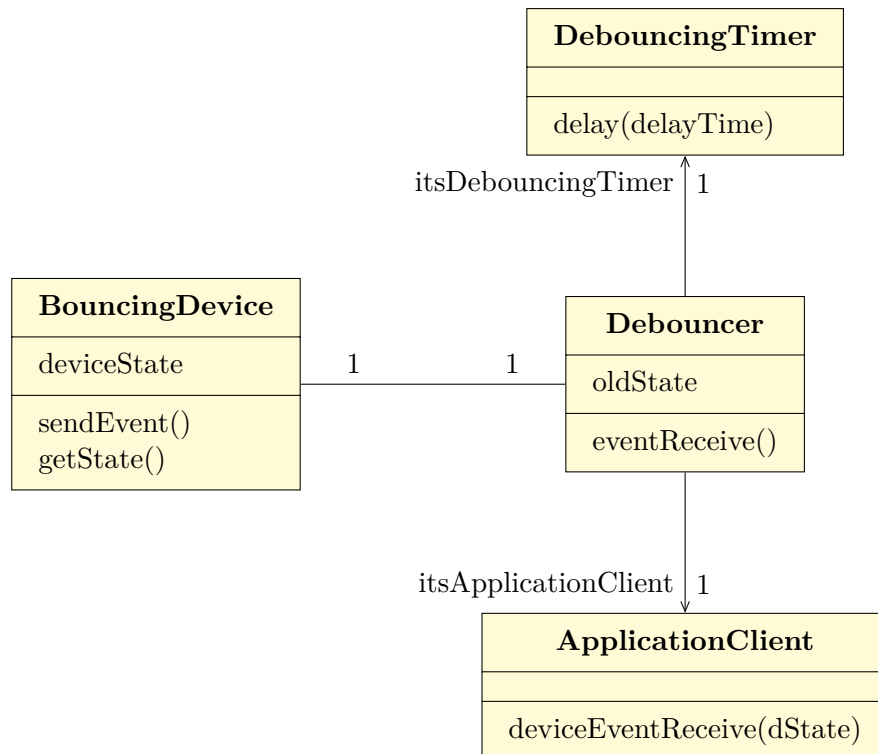 DebouncingTimer
delay(delayTime)
itsDebouncingTimer 1
BouncingDevice
deviceState
sendEvent()
getState()
1 1
Debouncer
oldState
eventReceive()
itsApplicationClient 1
ApplicationClient
deviceEventReceive(dState)